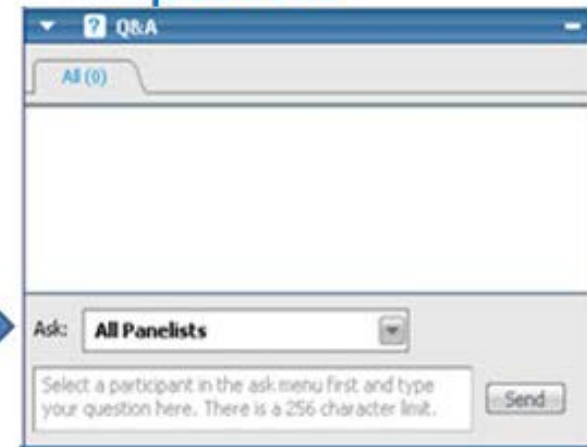 ? Q&A
All (0)
Ask: All Panelists
Select a participant in the ask menu first and type
your question here. There is a 256 character limit.
Send